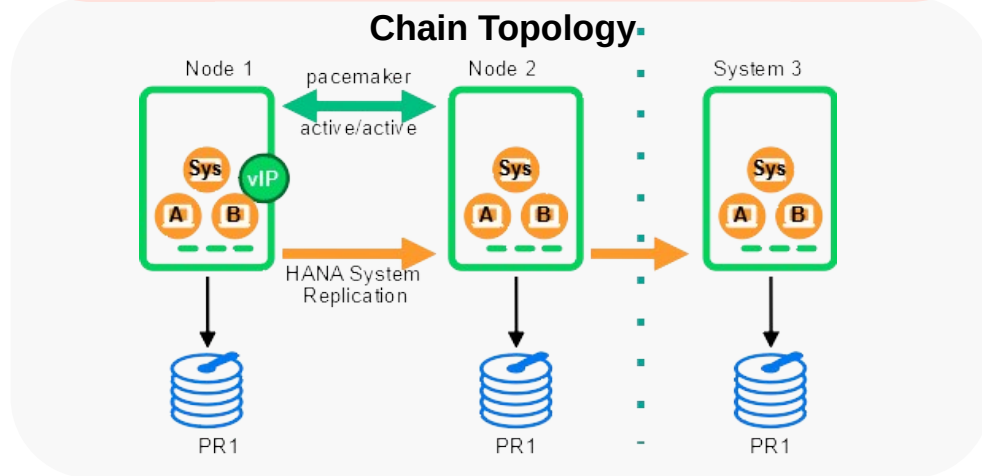 Chain Topology
Node 1
pacemaker
Node 2
System 3
active/active
Sys
vIP
A
B
Sys
A
B
Sys
A
B
HANA System
Replication
PR1
PR1
PR1